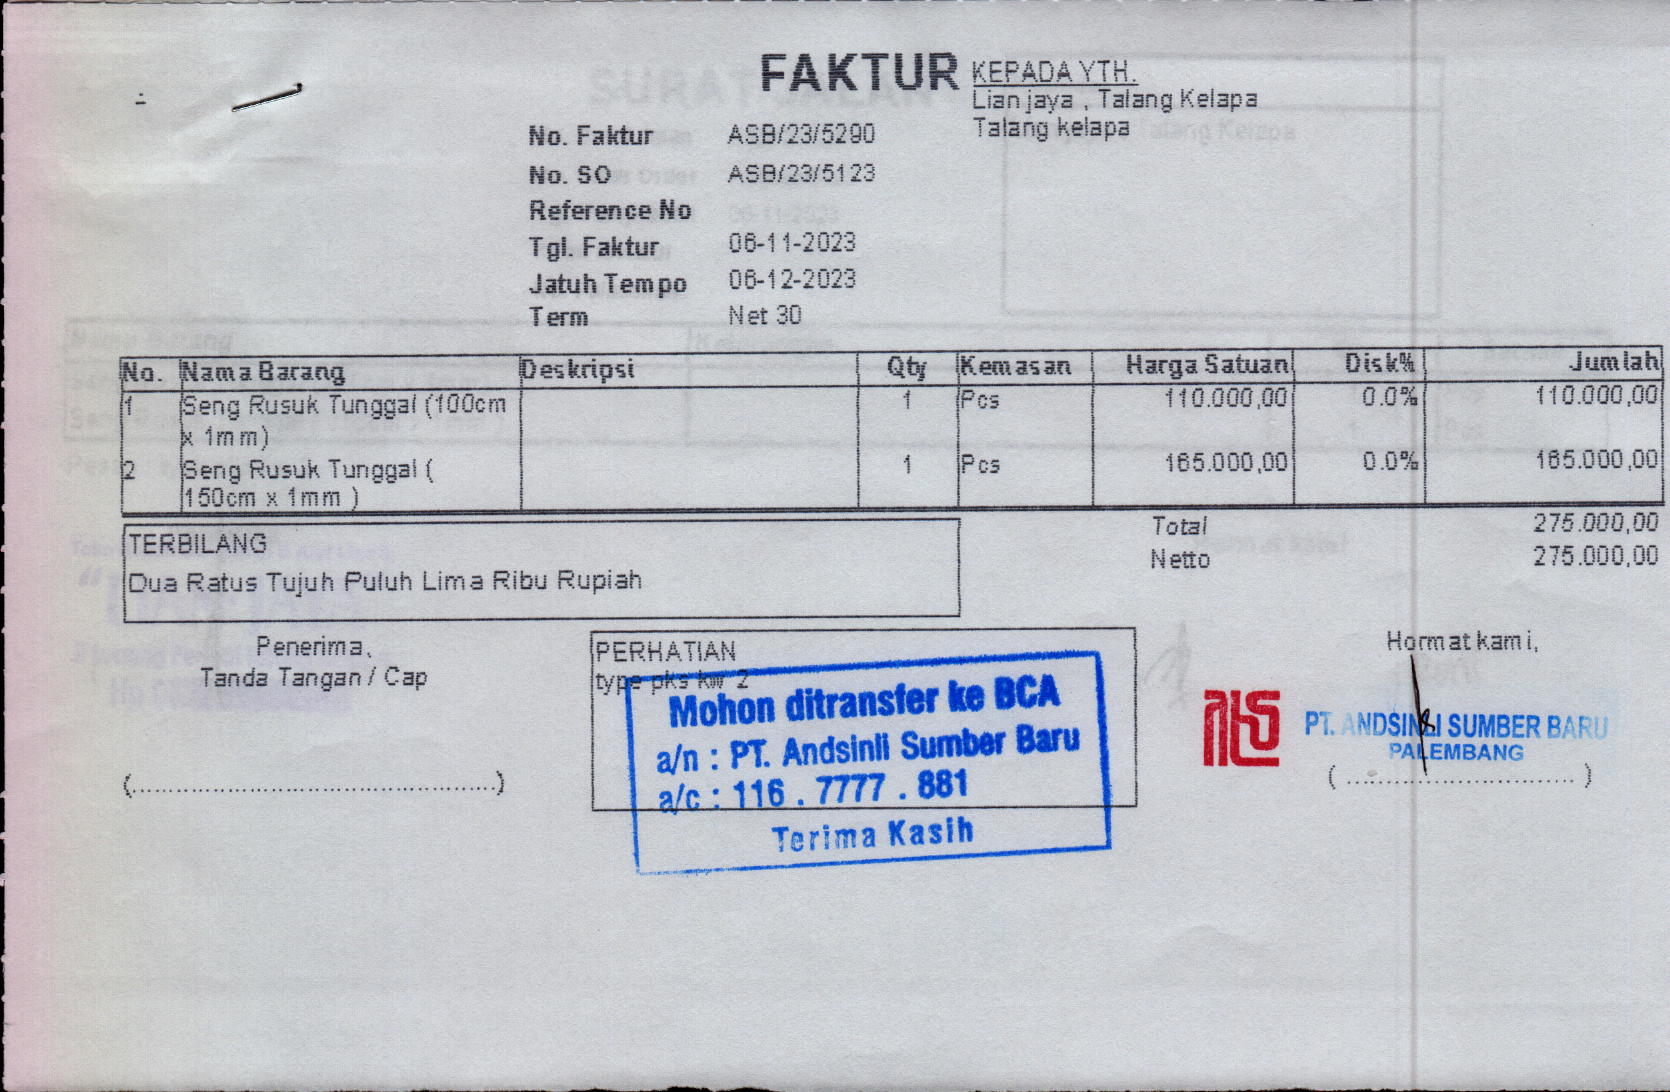 FAKTUR
KEPADA YTH.
Lian jaya , Talang Kelapa
Talang kelapa
No. Faktur ASB/23/5290
No. SO ASB/23/5123
Reference No
Tgl. Faktur 06-11-2023
Jatuh Tempo 06-12-2023
Term Net 30
No. Nama Barang Deskripsi Qty Kemasan Harga Satuan Disk% Jumlah
1 Seng Rusuk Tunggal (100cm 1 Pcs 110.000,00 0.0% 110.000,00
x 1mm)
2 Seng Rusuk Tunggal ( 1 Pcs 165.000,00 0.0% 165.000,00
150cm x 1mm )
Total 275.000,00
Netto 275.000,00
TERBILANG
Dua Ratus Tujuh Puluh Lima Ribu Rupiah
Penerima,
Tanda Tangan / Cap
(............................................)
PERHATIAN
type pks kw 2
Mohon ditransfer ke BCA
a/n : PT. Andsinli Sumber Baru
a/c : 116 . 7777 . 881
Terima Kasih
Hormat kami,
PT. ANDSINLI SUMBER BARU
PALEMBANG
( ............................ )